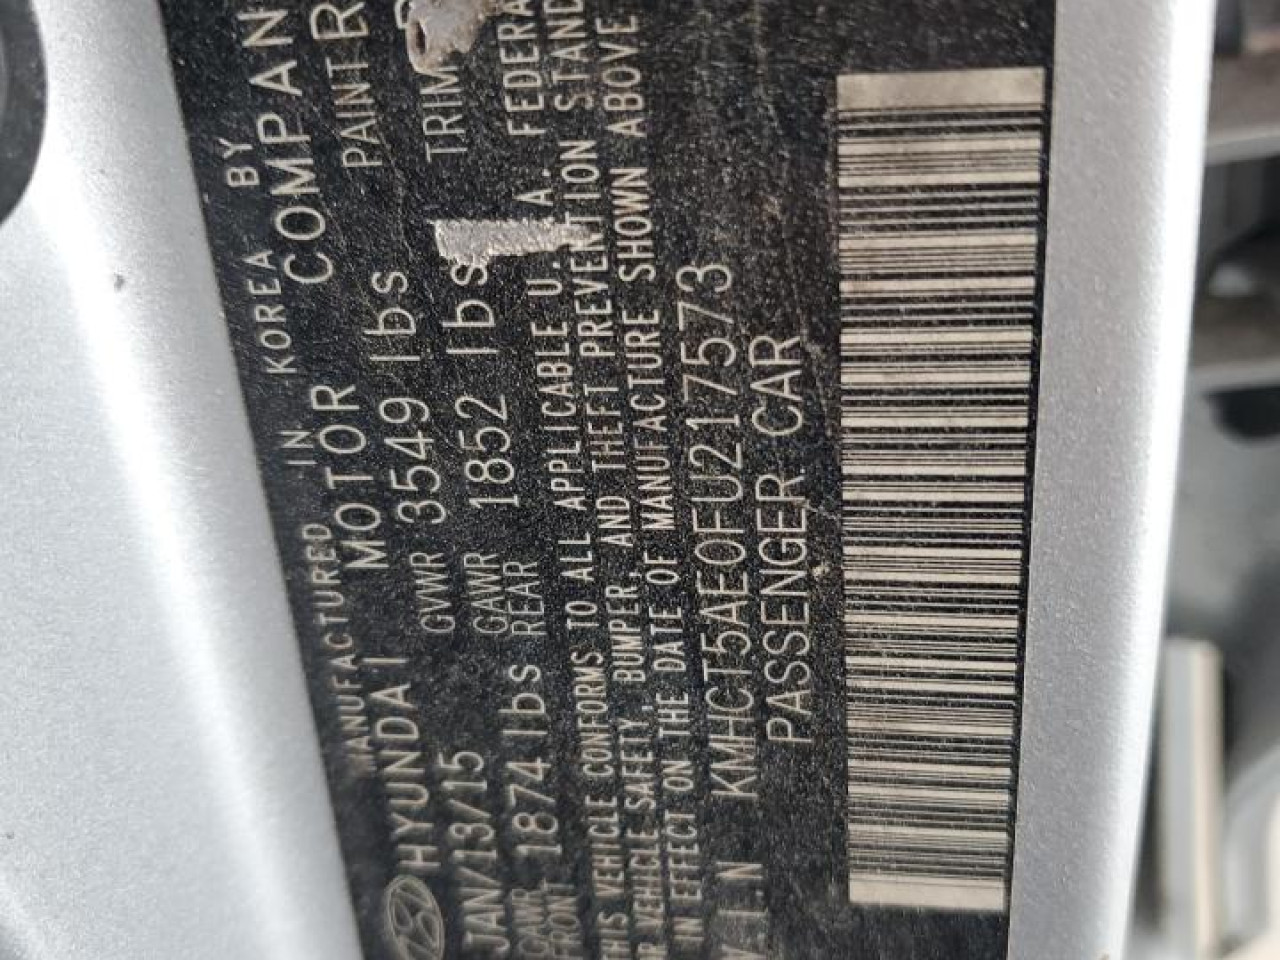 MANUFACTURED IN KOREA BY
HYUNDAI MOTOR COMPAN
JAN/13/15 GVWR 3549 lbs PAINT
GAWR FRONT 1874 lbs GAWR REAR 1852 lbs TRIM
THIS VEHICLE CONFORMS TO ALL APPLICABLE U. A. FEDERA
VEHICLE SAFETY, BUMPER, AND THEFT PREVENTION STAND
IN EFFECT ON THE DATE OF MANUFACTURE SHOWN ABOVE
V.I.N KMHCT5AE0FU217573
PASSENGER CAR